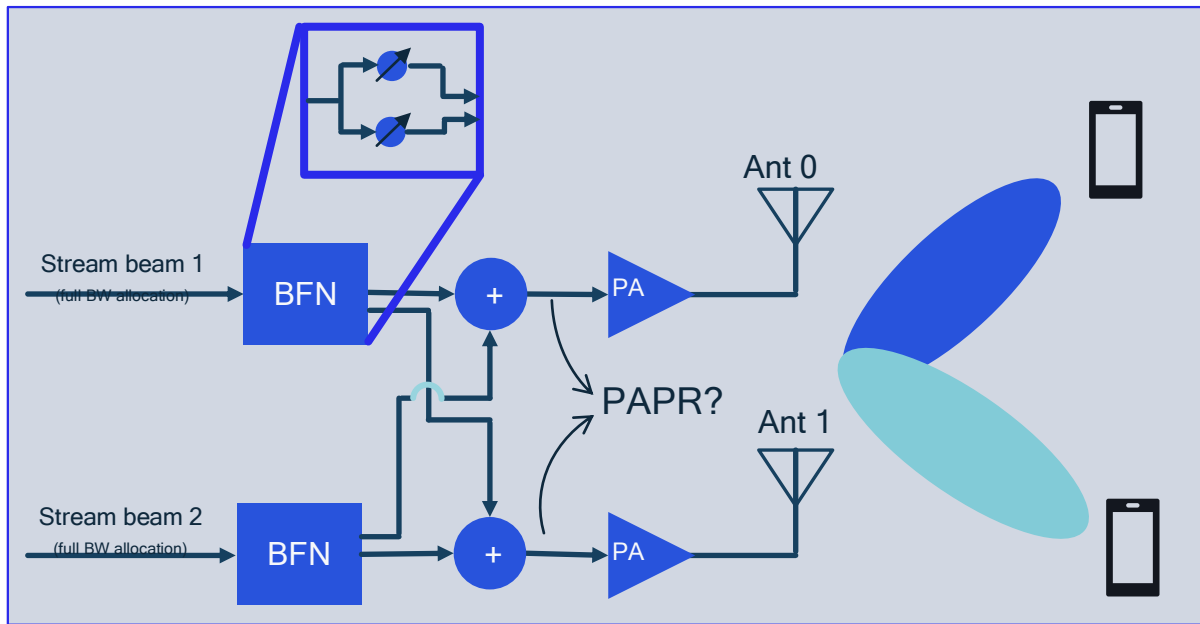 Ant 0
Stream beam 1
(full BW allocation)
BFN
+
PA
PAPR?
Ant 1
Stream beam 2
(full BW allocation)
BFN
+
PA